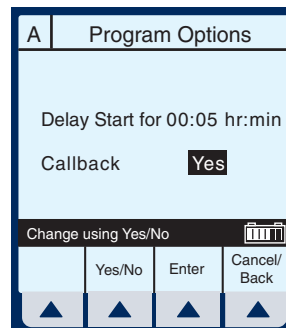 A Program Options
Delay Start for 00:05 hr:min
Callback Yes
Change using Yes/No
Yes/No Enter Cancel/
Back